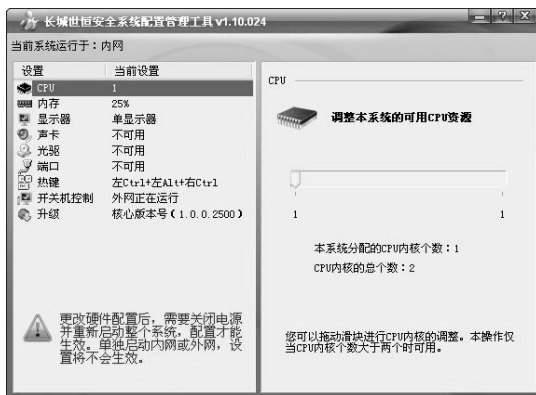 长城世恒安全系统配置管理工具 v1.10.024
当前系统运行于：内网
设置 当前设置
CPU 1
内存 25%
显示器 单显示器
声卡 不可用
光驱 不可用
端口 不可用
热键 左Ctrl+左Alt+右Ctrl
开关机控制 外网正在运行
升级 核心版本号(1.0.0.2500)
更改硬件配置后，需要关闭电源
并重新启动整个系统，配置才能
生效。单独启动内网或外网，设
置将不会生效。
CPU
调整本系统的可用CPU资源
1 1
本系统分配的CPU内核个数：1
CPU内核的总个数：2
您可以拖动滑块进行CPU内核的调整。本操作仅
当CPU内核个数大于两个时可用。